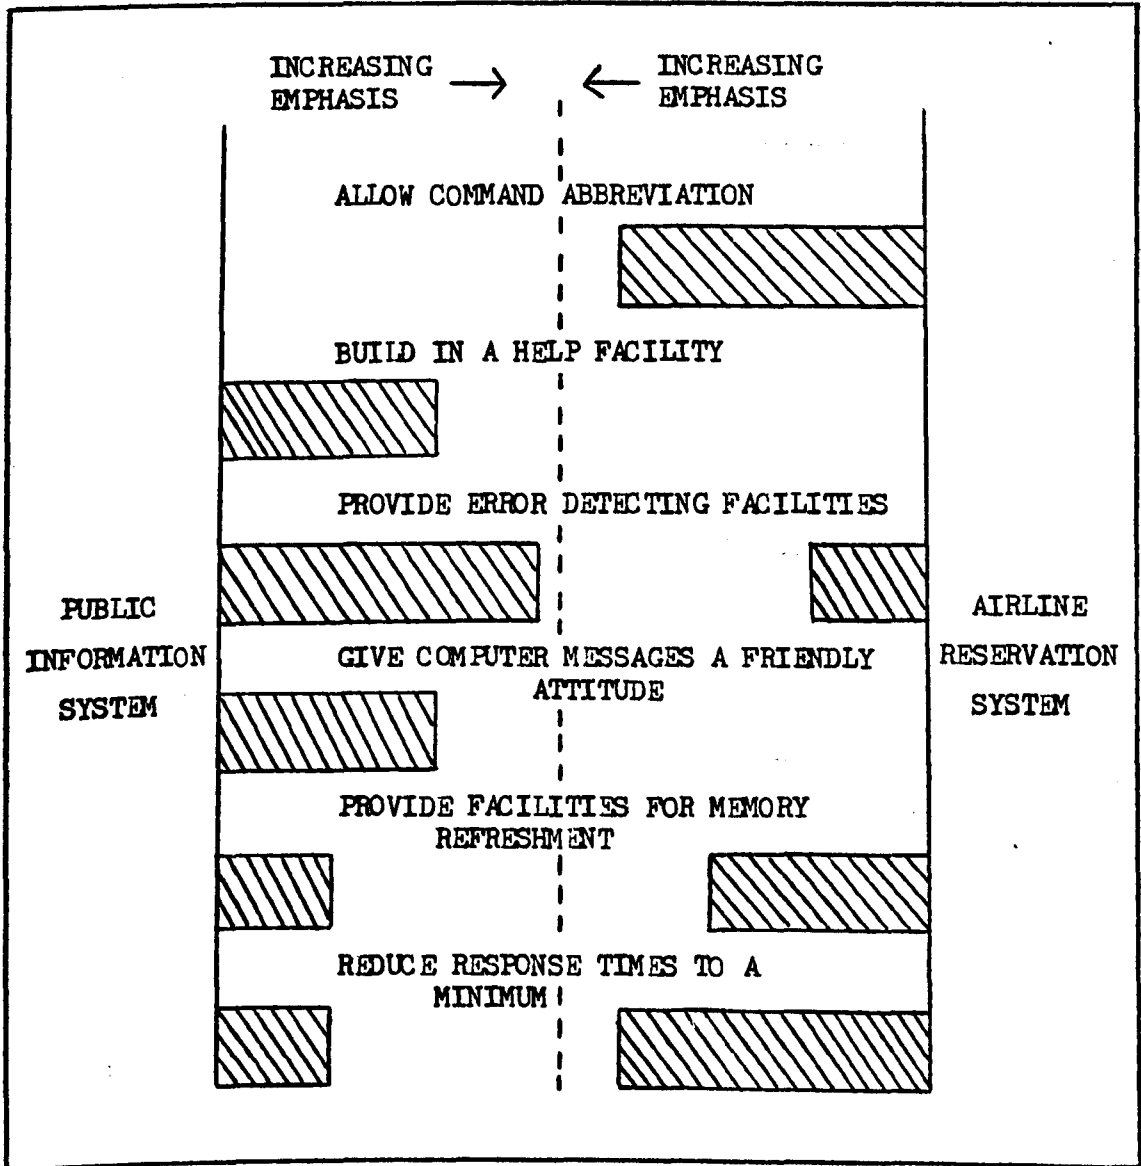 INCREASING
EMPHASIS
INCREASING
EMPHASIS
ALLOW COMMAND ABBREVIATION
BUILD IN A HELP FACILITY
PROVIDE ERROR DETECTING FACILITIES
PUBLIC
INFORMATION
SYSTEM
AIRLINE
RESERVATION
SYSTEM
GIVE COMPUTER MESSAGES A FRIENDLY
ATTITUDE
PROVIDE FACILITIES FOR MEMORY
REFRESHMENT
REDUCE RESPONSE TIMES TO A
MINIMUM